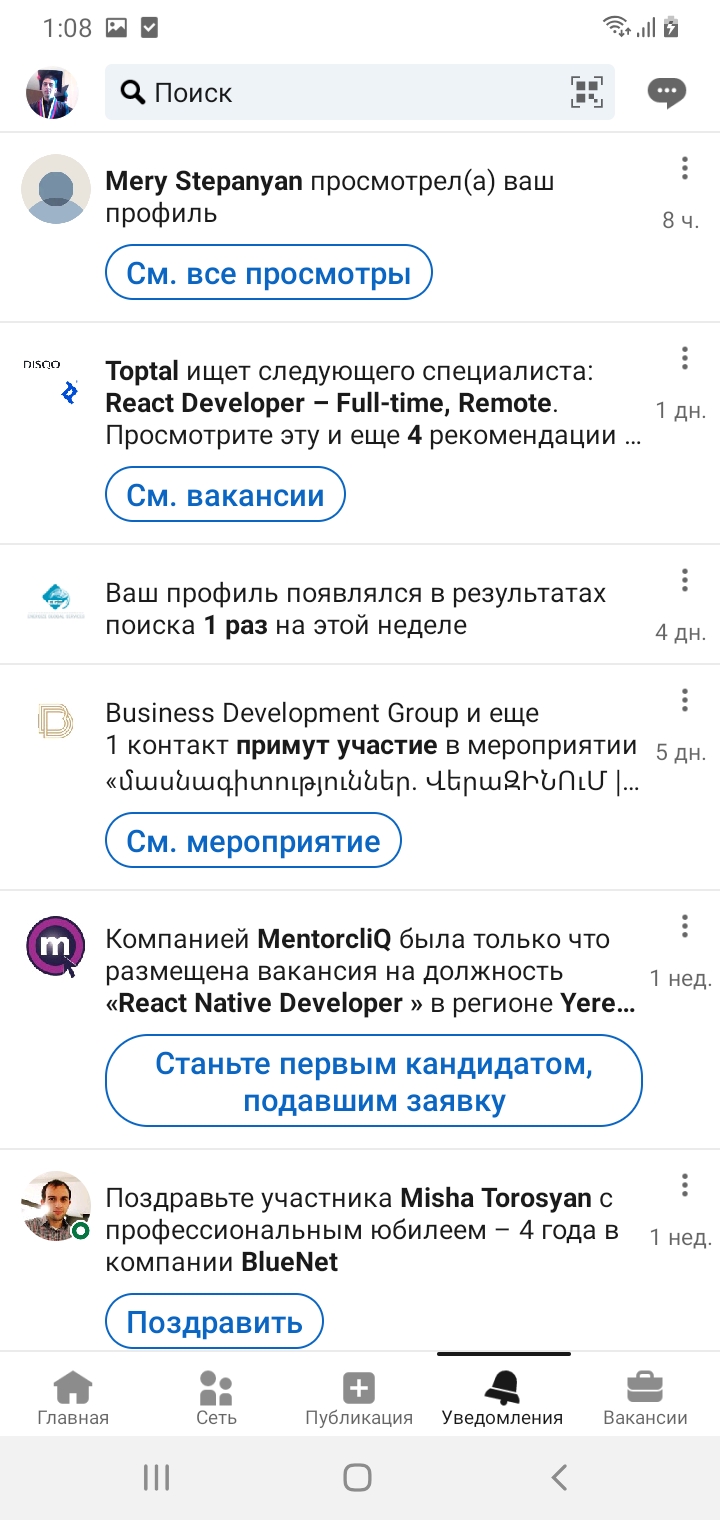 1:08
Поиск
Mery Stepanyan просмотрел(а) ваш
профиль
8 ч.
См. все просмотры
DISQO
Toptal ищет следующего специалиста:
React Developer – Full-time, Remote.
Просмотрите эту и еще 4 рекомендации ...
1 дн.
См. вакансии
Ваш профиль появлялся в результатах
поиска 1 раз на этой неделе
4 дн.
Business Development Group и еще
1 контакт примут участие в мероприятии
«մասնագիտություններ. ՎերաԶԻՆՈւՄ |...
5 дн.
См. мероприятие
m
Компанией MentorcliQ была только что
размещена вакансия на должность
«React Native Developer » в регионе Yere...
1 нед.
Станьте первым кандидатом,
подавшим заявку
Поздравьте участника Misha Torosyan с
профессиональным юбилеем – 4 года в
компании BlueNet
1 нед.
Поздравить
Главная
Сеть
Публикация
Уведомления
Вакансии